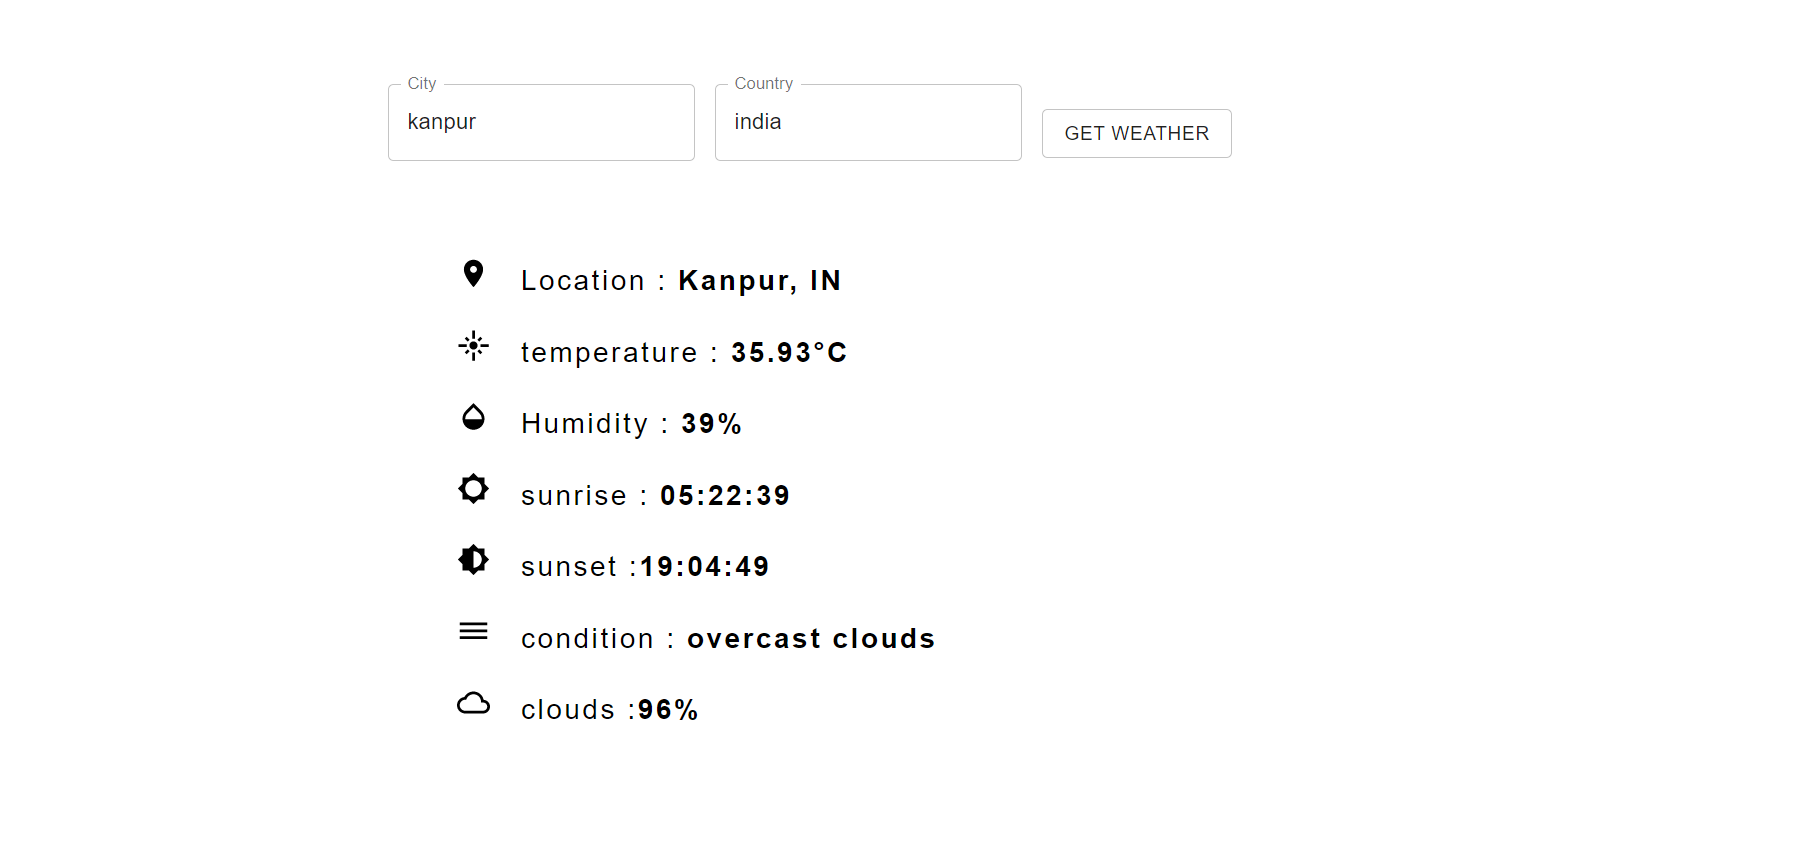 City
Country
kanpur
india
GET WEATHER
Location : Kanpur, IN
temperature : 35.93°C
Humidity : 39%
sunrise : 05:22:39
sunset :19:04:49
condition : overcast clouds
clouds :96%